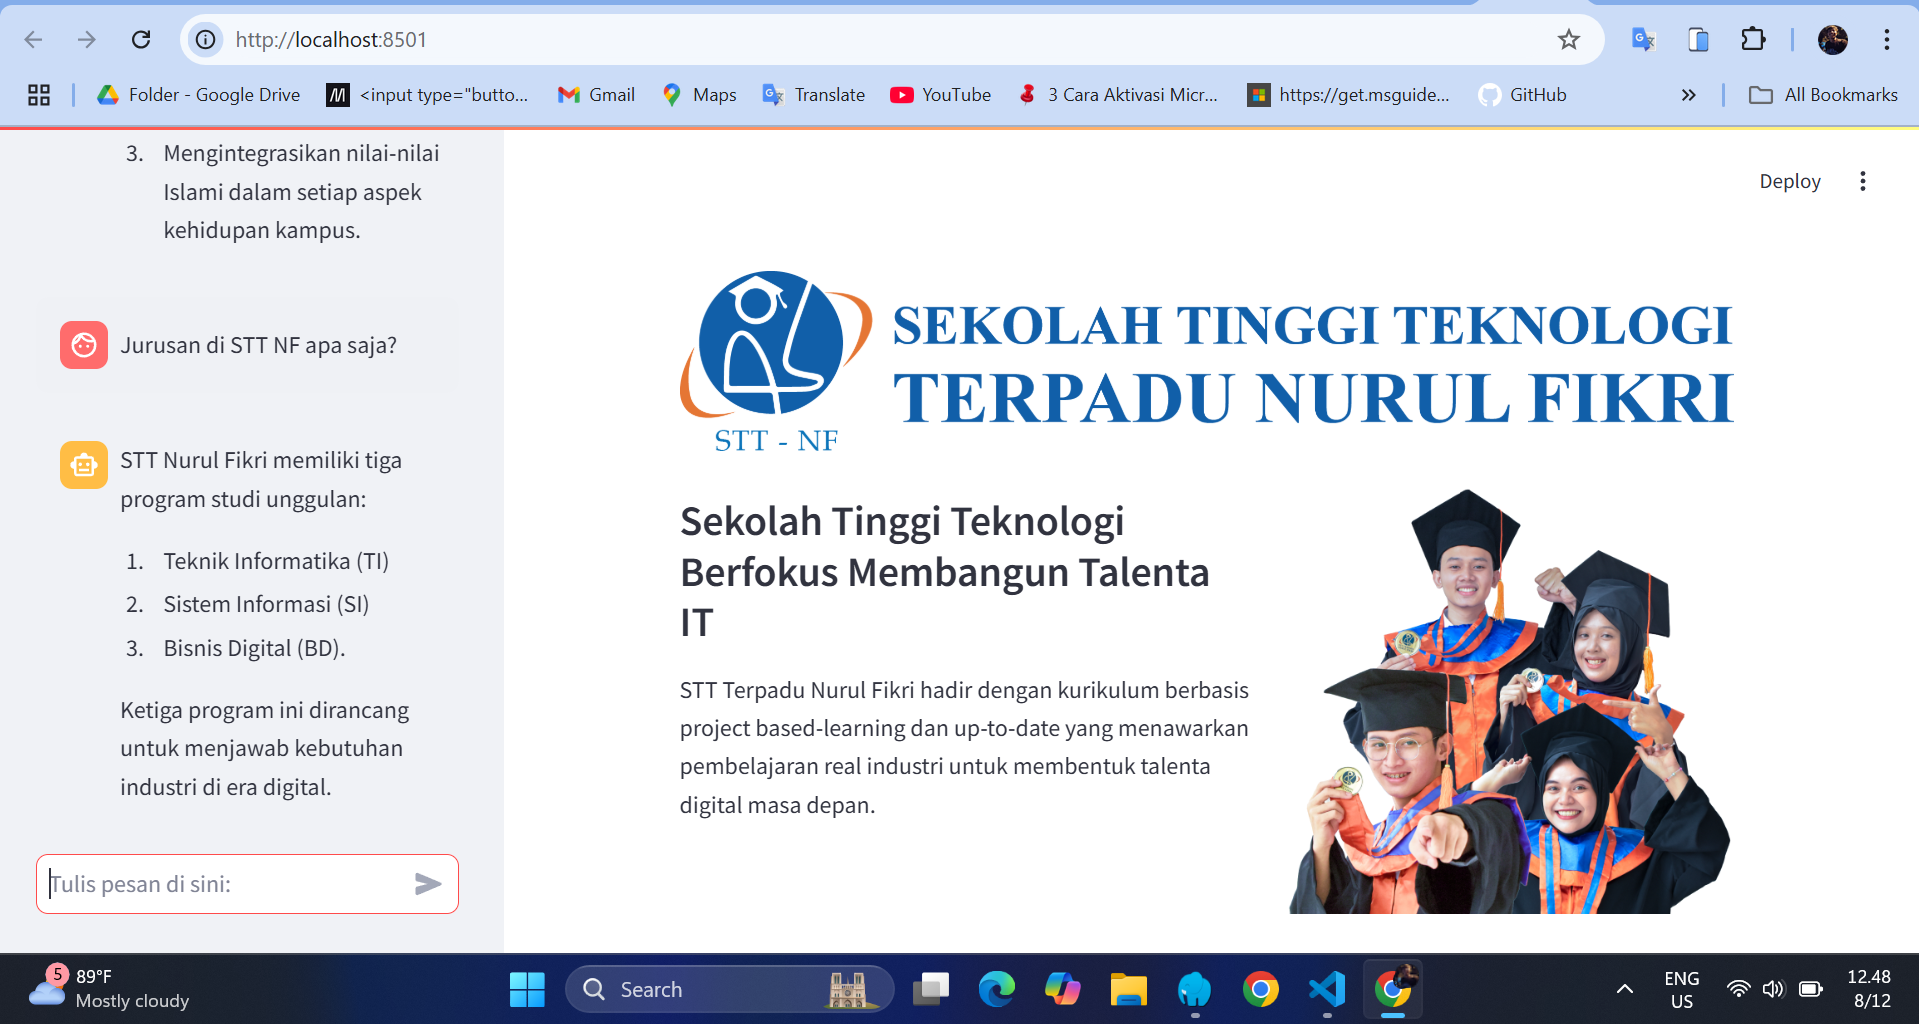 http://localhost:8501
Folder - Google Drive
<input type="butto...
Gmail
Maps
Translate
YouTube
3 Cara Aktivasi Micr...
https://get.msguide...
GitHub
All Bookmarks
3. Mengintegrasikan nilai-nilai
Islami dalam setiap aspek
kehidupan kampus.
Jurusan di STT NF apa saja?
STT Nurul Fikri memiliki tiga
program studi unggulan:
1. Teknik Informatika (TI)
2. Sistem Informasi (SI)
3. Bisnis Digital (BD).
Ketiga program ini dirancang
untuk menjawab kebutuhan
industri di era digital.
Tulis pesan di sini:
Deploy
SEKOLAH TINGGI TEKNOLOGI
TERPADU NURUL FIKRI
STT - NF
Sekolah Tinggi Teknologi
Berfokus Membangun Talenta
IT
STT Terpadu Nurul Fikri hadir dengan kurikulum berbasis
project based-learning dan up-to-date yang menawarkan
pembelajaran real industri untuk membentuk talenta
digital masa depan.
5
89°F
Mostly cloudy
Search
ENG
US
12.48
8/12